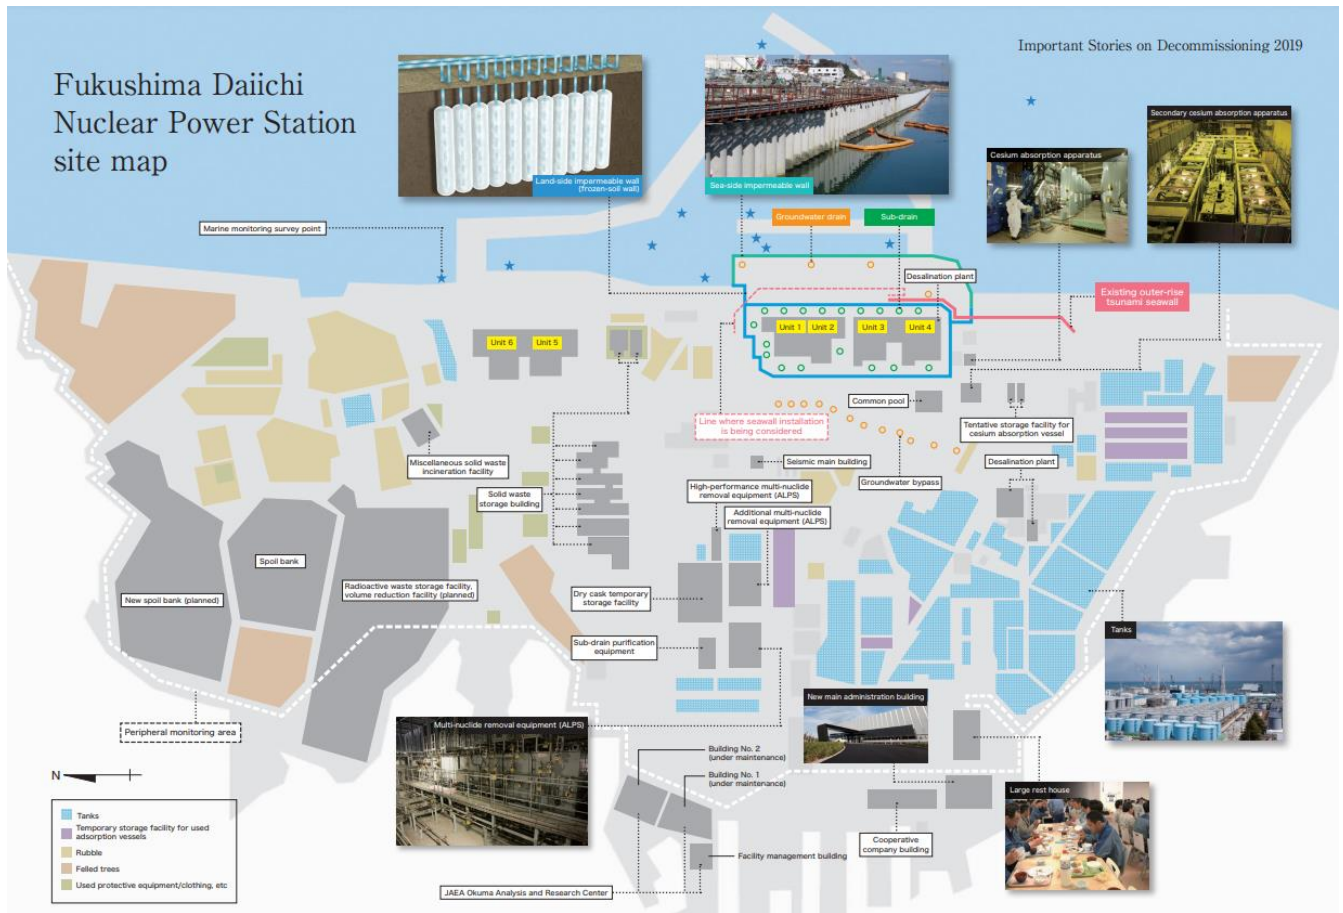 Important Stories on Decommissioning 2019
Fukushima Daiichi
Nuclear Power Station
site map
Land-side impermeable wall
(frozen-soil wall)
Sea-side impermeable wall
Secondary cesium absorption apparatus
Cesium absorption apparatus
Marine monitoring survey point
Groundwater drain
Sub-drain
Desalination plant
Existing outer-rise
tsunami seawall
Unit 6
Unit 5
Unit 1
Unit 2
Unit 3
Unit 4
Common pool
Line where seawall installation
is being considered
Tentative storage facility for
cesium absorption vessel
Miscellaneous solid waste
incineration facility
Seismic main building
Desalination plant
Groundwater bypass
High-performance multi-nuclide
removal equipment (ALPS)
Solid waste
storage building
Additional multi-nuclide
removal equipment (ALPS)
Spoil bank
New spoil bank (planned)
Radioactive waste storage facility,
volume reduction facility (planned)
Dry cask temporary
storage facility
Sub-drain purification
equipment
Tanks
New main administration building
Multi-nuclide removal equipment (ALPS)
Peripheral monitoring area
Building No. 2
(under maintenance)
Building No. 1
(under maintenance)
Large rest house
N
Tanks
Temporary storage facility for used
adsorption vessels
Rubble
Felled trees
Used protective equipment/clothing, etc
Cooperative
company building
Facility management building
JAEA Okuma Analysis and Research Center